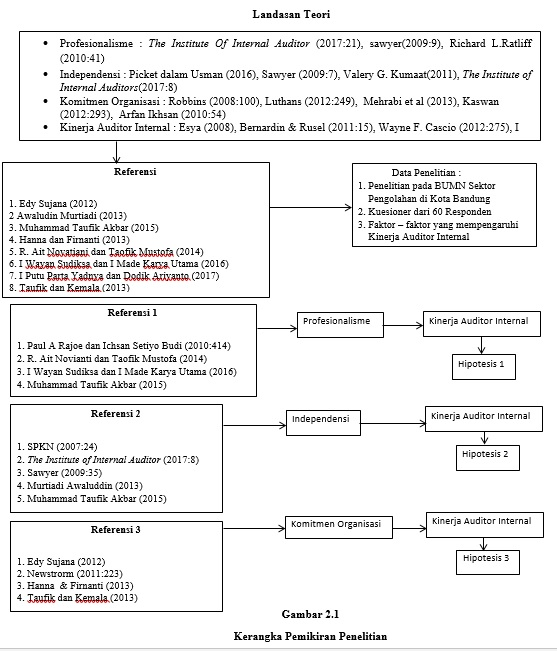 Landasan Teori
• Profesionalisme : The Institute Of Internal Auditor (2017:21), sawyer(2009:9), Richard L.Ratliff
(2010:41)
• Independensi : Picket dalam Usman (2016), Sawyer (2009:7), Valery G. Kumaat(2011), The Institute of
Internal Auditors(2017:8)
• Komitmen Organisasi : Robbins (2008:100), Luthans (2012:249), Mehrabi et al (2013), Kaswan
(2012:293), Arfan Ikhsan (2010:54)
• Kinerja Auditor Internal : Esya (2008), Bernardin & Rusel (2011:15), Wayne F. Cascio (2012:275), I
Referensi
1. Edy Sujana (2012)
2 Awaludin Murtiadi (2013)
3. Muhammad Taufik Akbar (2015)
4. Hanna dan Firnanti (2013)
5. R. Ait Novatiani dan Taofik Mustofa (2014)
6. I Wayan Sudiksa dan I Made Karya Utama (2016)
7. I Putu Parta Yadnya dan Dodik Ariyanto (2017)
8. Taufik dan Kemala (2013)
Data Penelitian :
1. Penelitian pada BUMN Sektor
Pengolahan di Kota Bandung
2. Kuesioner dari 60 Responden
3. Faktor – faktor yang mempengaruhi
Kinerja Auditor Internal
Referensi 1
1. Paul A Rajoe dan Ichsan Setiyo Budi (2010:414)
2. R. Ait Novianti dan Taofik Mustofa (2014)
3. I Wayan Sudiksa dan I Made Karya Utama (2016)
4. Muhammad Taufik Akbar (2015)
Profesionalisme
Kinerja Auditor Internal
Hipotesis 1
Referensi 2
1. SPKN (2007:24)
2. The Institute of Internal Auditor (2017:8)
3. Sawyer (2009:35)
4. Murtiadi Awaluddin (2013)
5. Muhammad Taufik Akbar (2015)
Independensi
Kinerja Auditor Internal
Hipotesis 2
Referensi 3
1. Edy Sujana (2012)
2. Newstrorm (2011:223)
3. Hanna & Firnanti (2013)
4. Taufik dan Kemala (2013)
Komitmen Organisasi
Kinerja Auditor Internal
Hipotesis 3
Gambar 2.1
Kerangka Pemikiran Penelitian